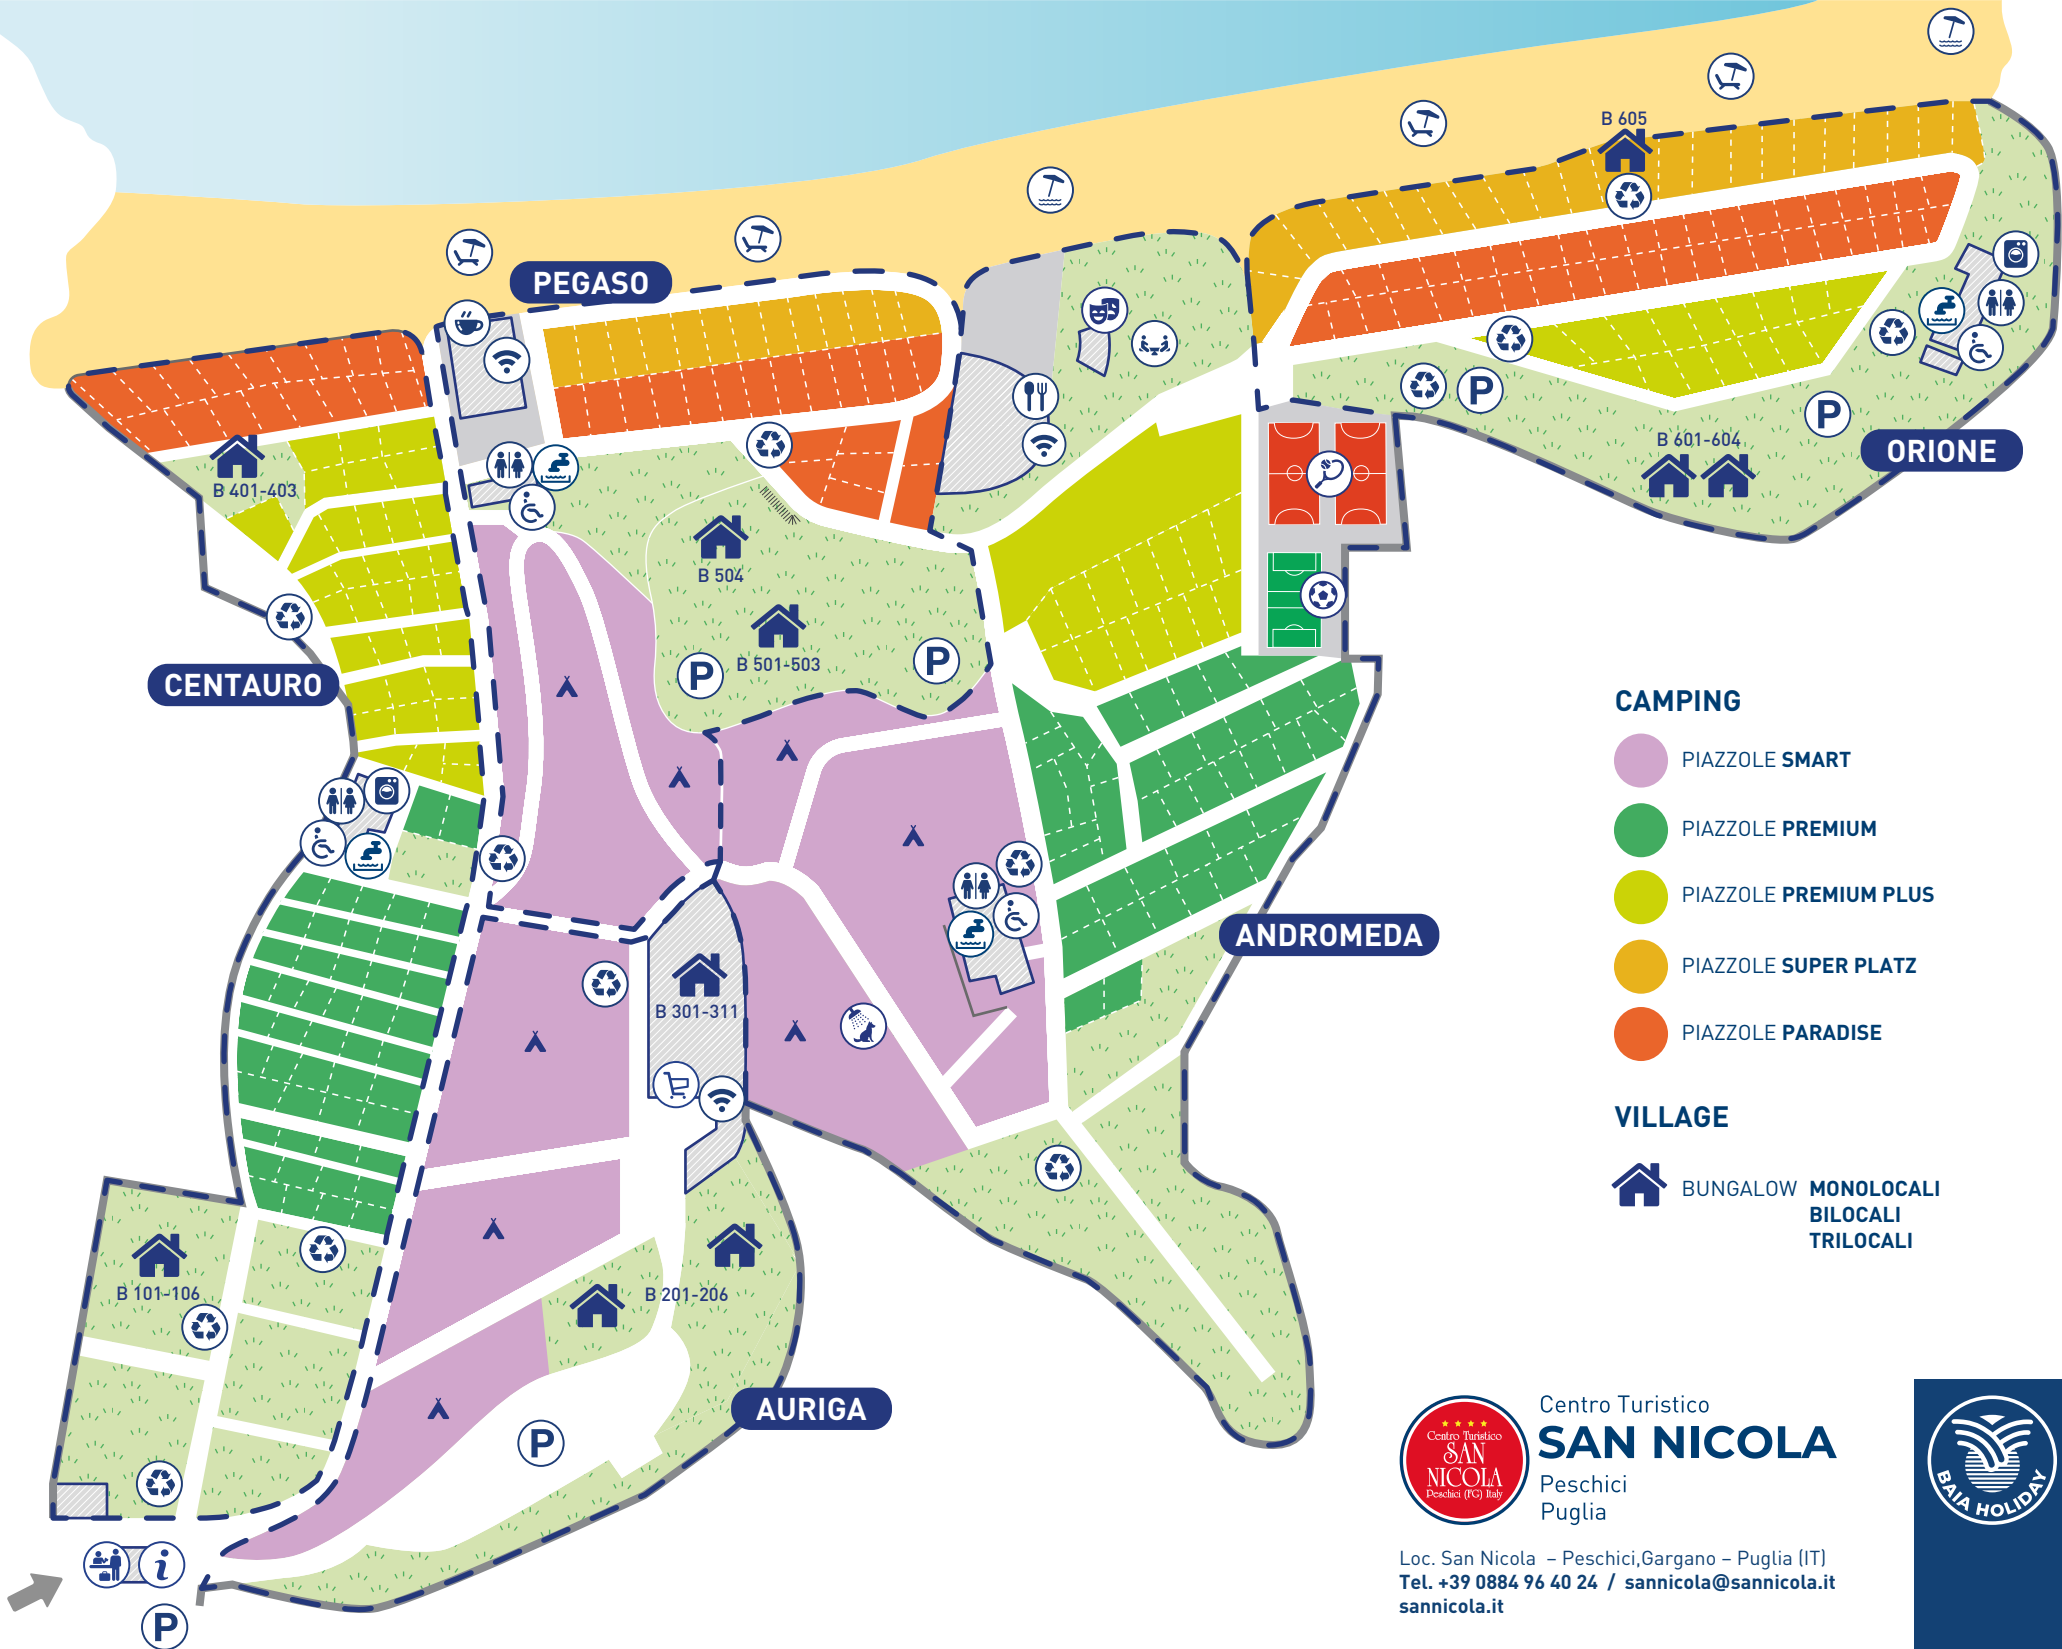 B 605
PEGASO
ORIONE
B 601-604
B 401-403
B 504
B 501-503
P
P
P
P
CENTAURO
CAMPING
PIAZZOLE SMART
PIAZZOLE PREMIUM
PIAZZOLE PREMIUM PLUS
PIAZZOLE SUPER PLATZ
PIAZZOLE PARADISE
ANDROMEDA
B 301-311
VILLAGE
BUNGALOW MONOLOCALI
BILOCALI
TRILOCALI
B 101-106
B 201-206
AURIGA
P
i
P
Centro Turistico
SAN
NICOLA
Peschici (FG) Italy
Centro Turistico
SAN NICOLA
Peschici
Puglia
Loc. San Nicola – Peschici,Gargano – Puglia (IT)
Tel. +39 0884 96 40 24 / sannicola@sannicola.it
sannicola.it
BAIA HOLIDAY